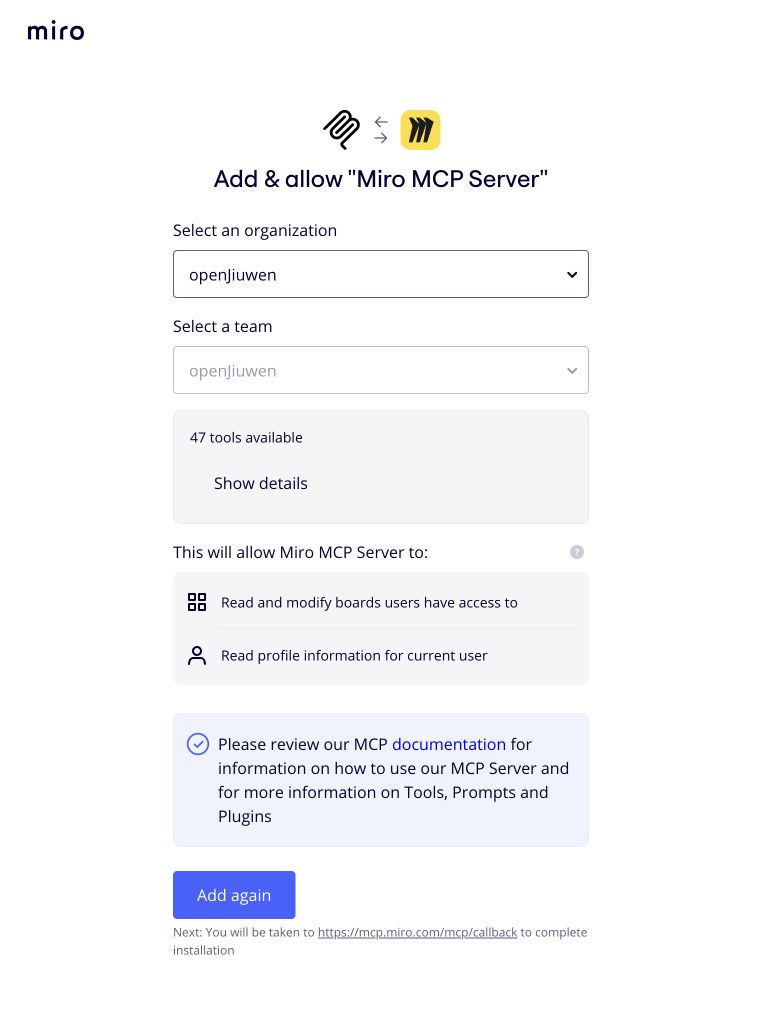 miro
Add & allow "Miro MCP Server"
Select an organization
openJiuwen
Select a team
openJiuwen
47 tools available
Show details
This will allow Miro MCP Server to:
?
Read and modify boards users have access to
Read profile information for current user
Please review our MCP documentation for
information on how to use our MCP Server and
for more information on Tools, Prompts and
Plugins
Add again
Next: You will be taken to https://mcp.miro.com/mcp/callback to complete
installation